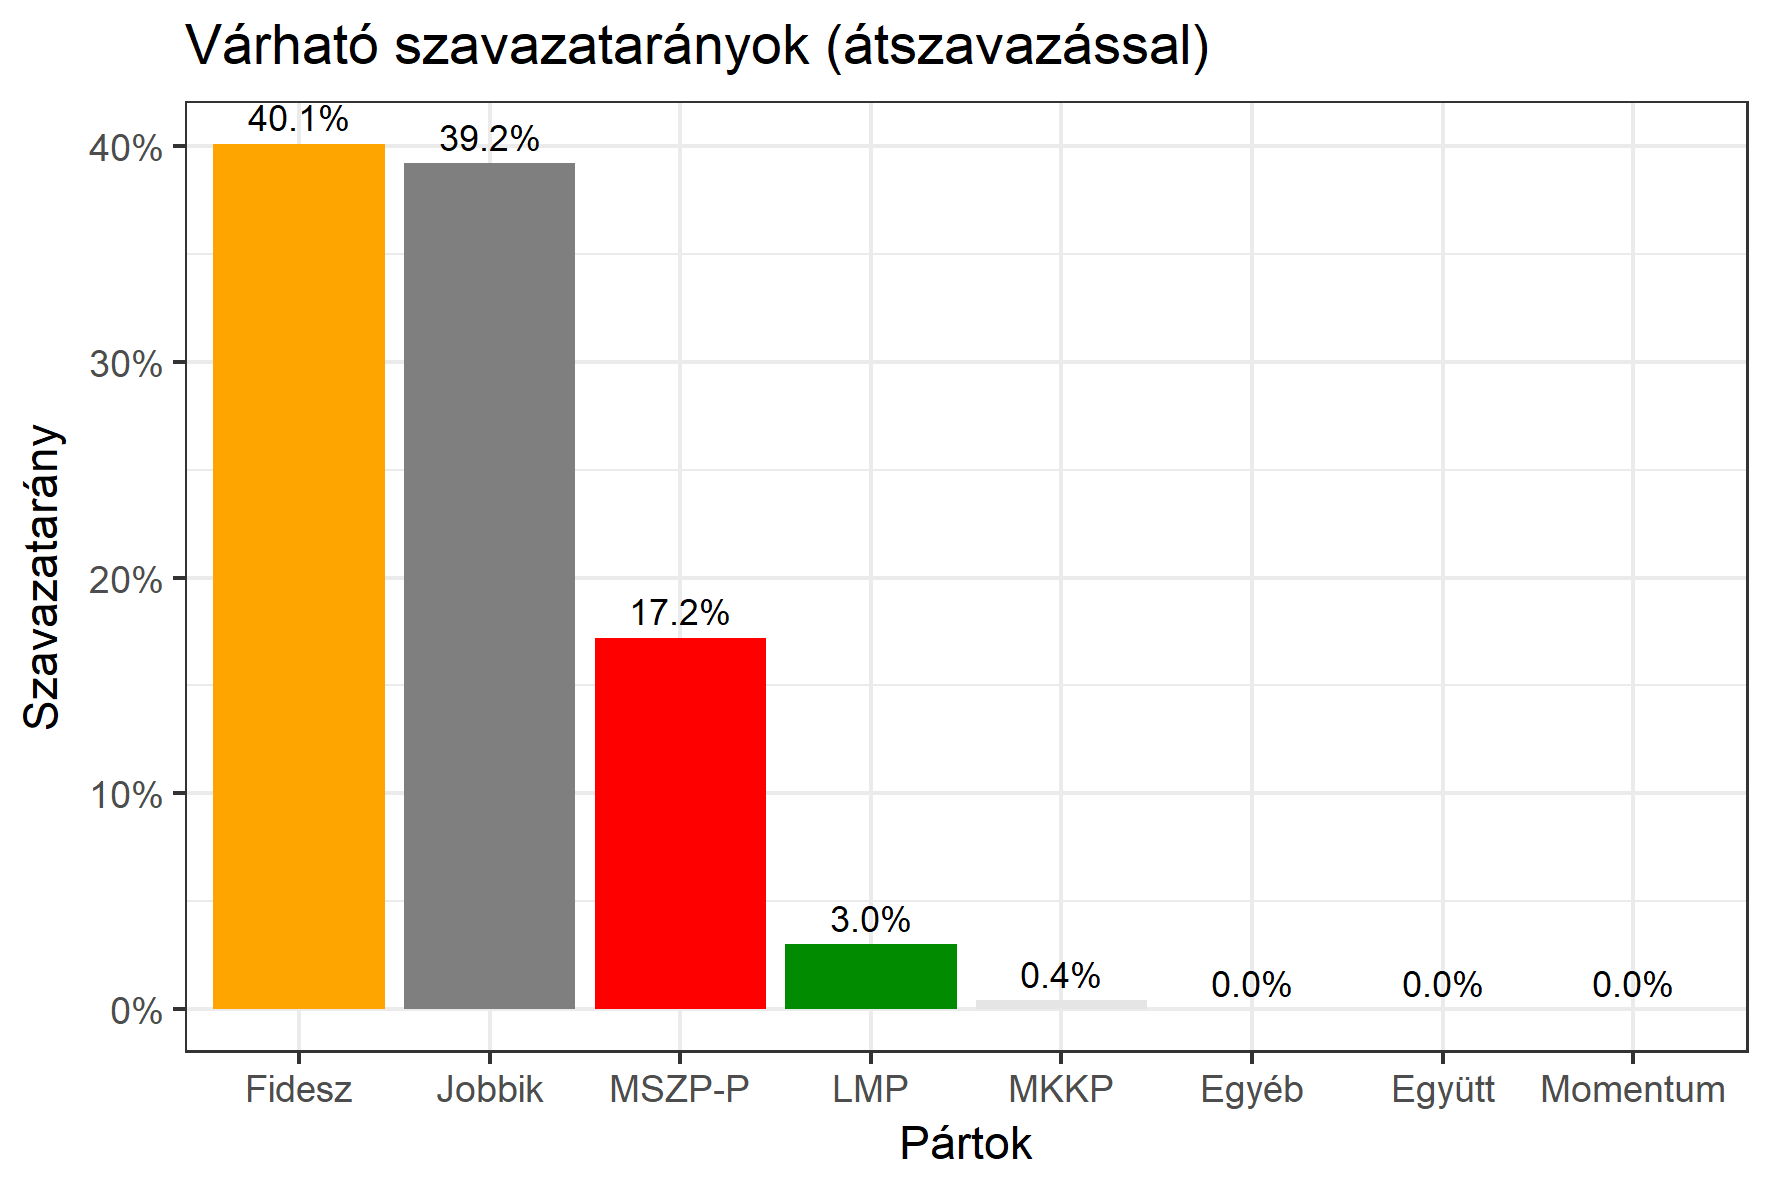 Várható szavazatarányok (átszavazással)
Szavazatarány
40%
30%
20%
10%
0%
40.1%
39.2%
17.2%
3.0%
0.4%
0.0%
0.0%
0.0%
Fidesz
Jobbik
MSZP-P
LMP
MKKP
Egyéb
Együtt
Momentum
Pártok